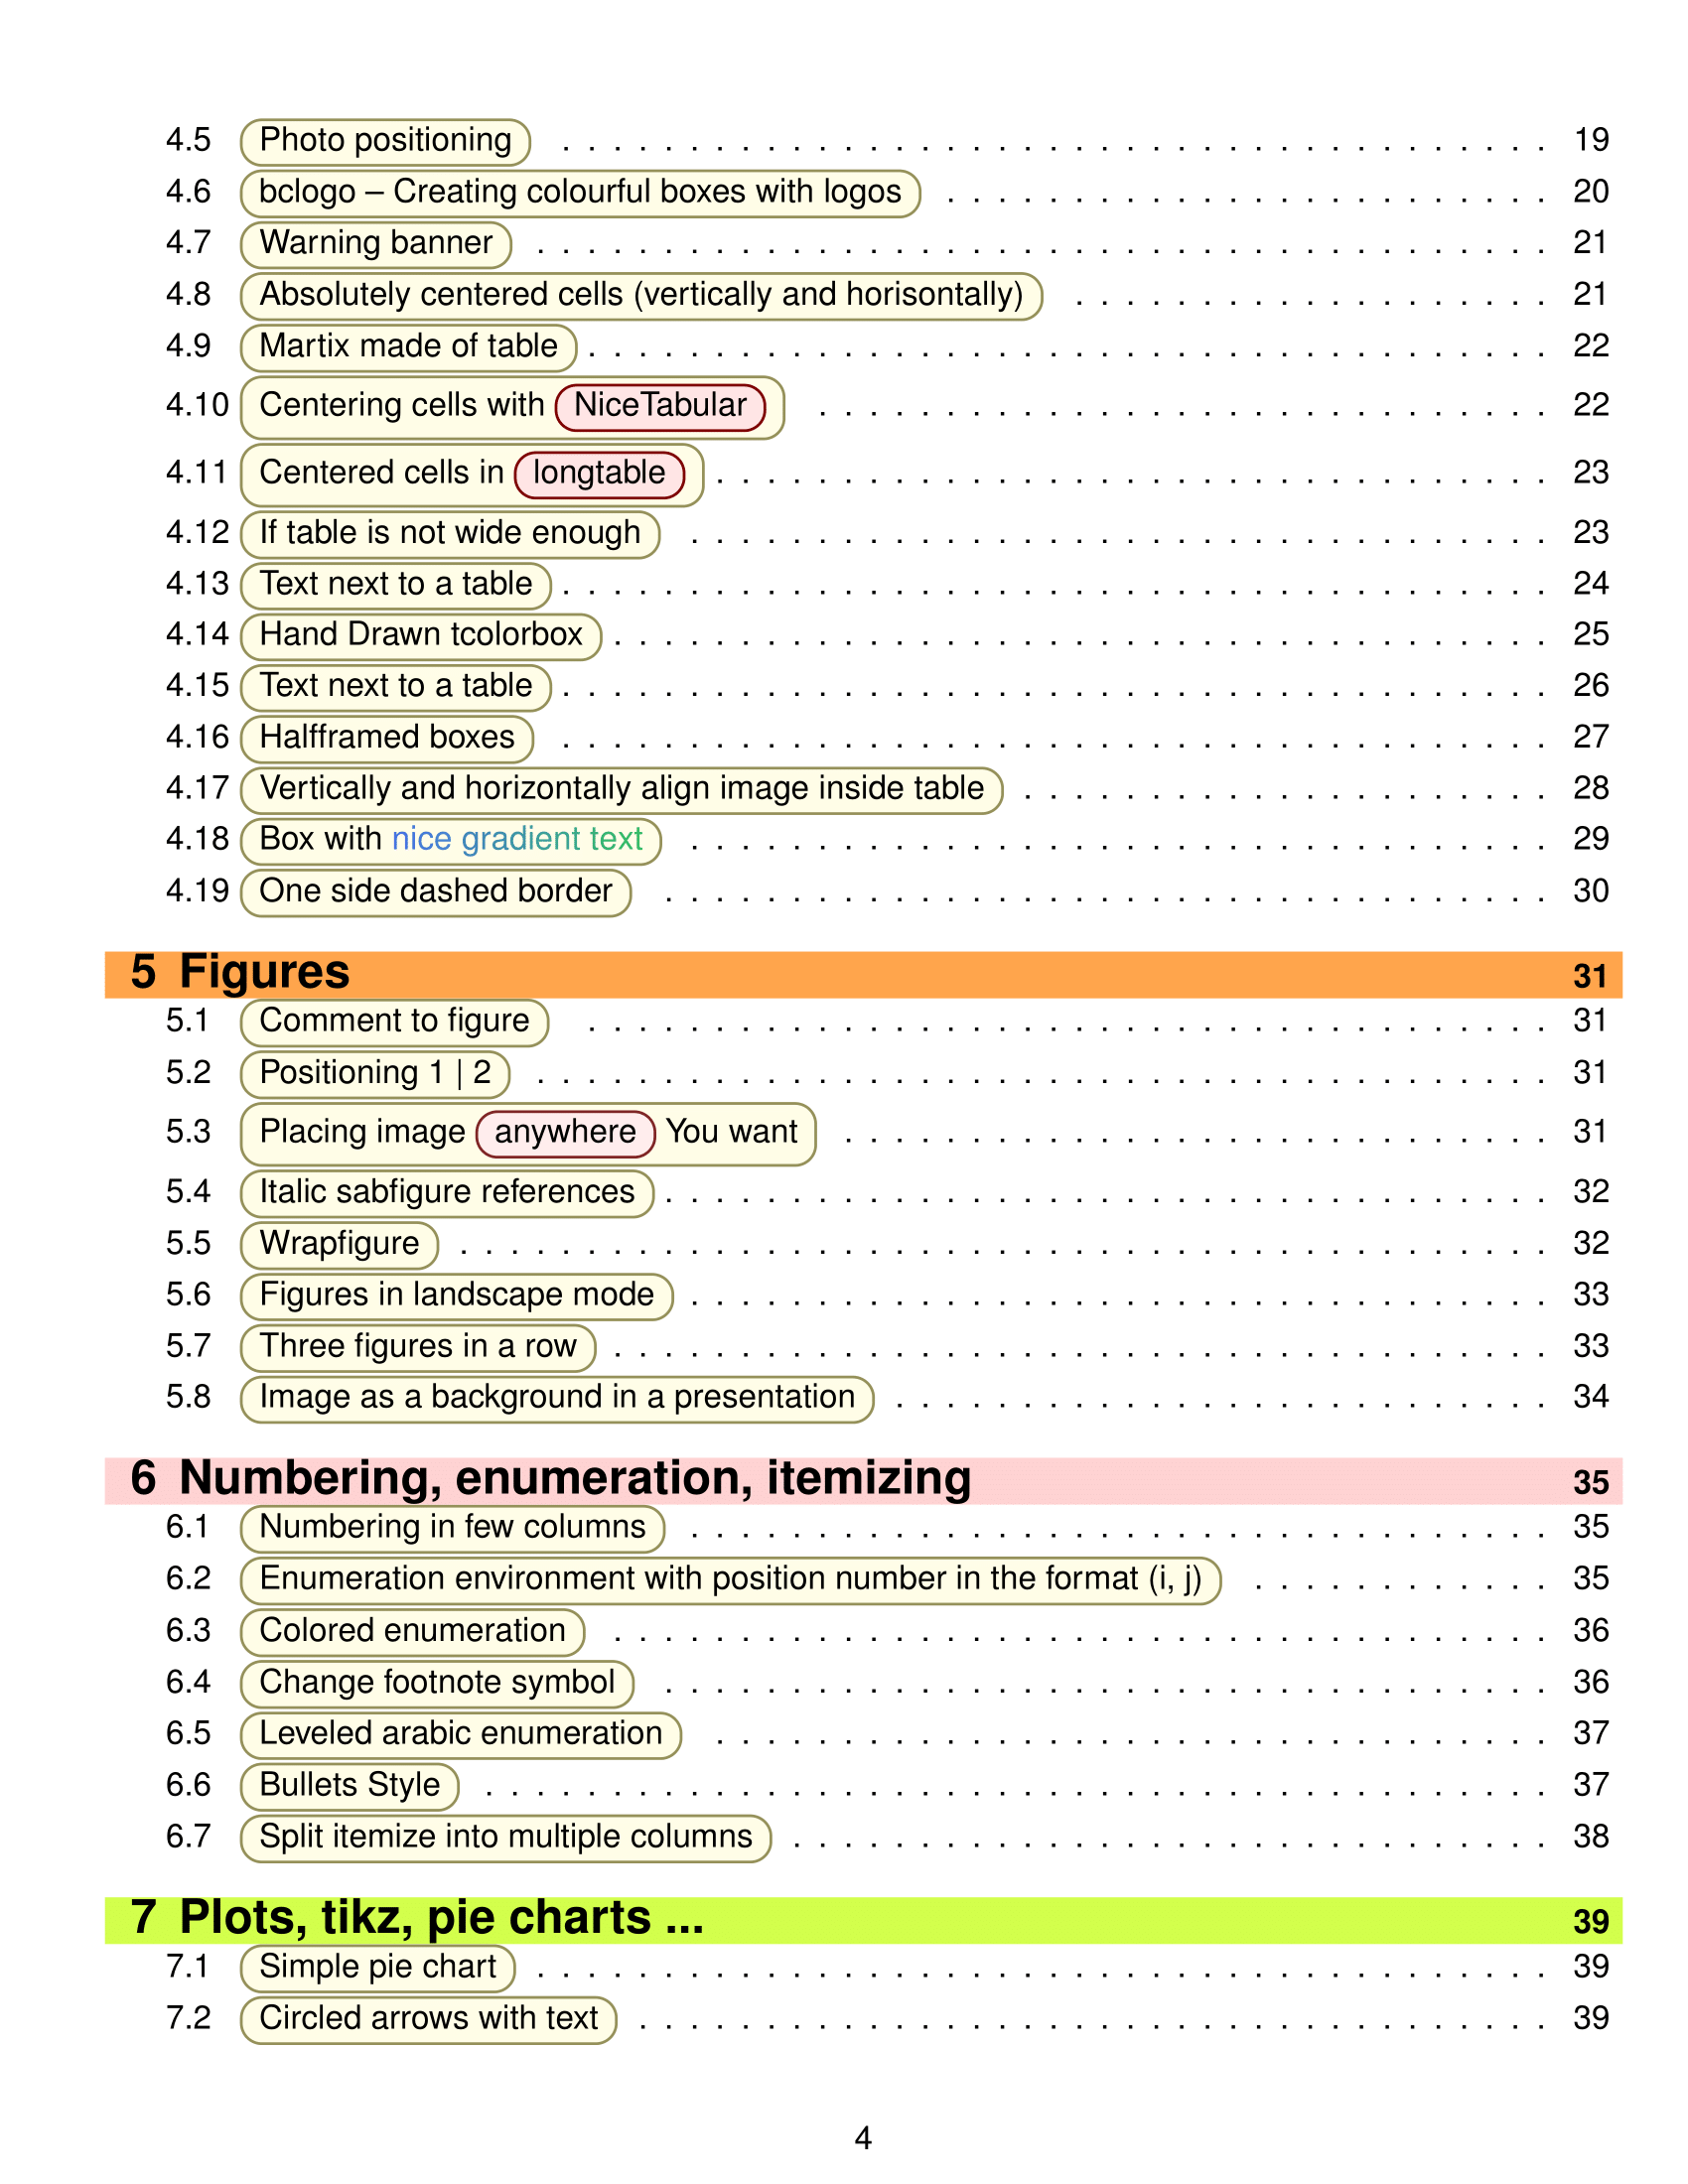 4.5 Photo positioning . . . . . . . . . . . . . . . . . . . . . . . . . . . . . . . . . . . . . . . 19
4.6 bclogo – Creating colourful boxes with logos . . . . . . . . . . . . . . . . . . . . . . . . 20
4.7 Warning banner . . . . . . . . . . . . . . . . . . . . . . . . . . . . . . . . . . . . . . . . 21
4.8 Absolutely centered cells (vertically and horisontally) . . . . . . . . . . . . . . . . . . . 21
4.9 Martix made of table . . . . . . . . . . . . . . . . . . . . . . . . . . . . . . . . . . . . . . 22
4.10 Centering cells with NiceTabular . . . . . . . . . . . . . . . . . . . . . . . . . . . . . 22
4.11 Centered cells in longtable . . . . . . . . . . . . . . . . . . . . . . . . . . . . . . . . . 23
4.12 If table is not wide enough . . . . . . . . . . . . . . . . . . . . . . . . . . . . . . . . . . 23
4.13 Text next to a table . . . . . . . . . . . . . . . . . . . . . . . . . . . . . . . . . . . . . . . 24
4.14 Hand Drawn tcolorbox . . . . . . . . . . . . . . . . . . . . . . . . . . . . . . . . . . . . . 25
4.15 Text next to a table . . . . . . . . . . . . . . . . . . . . . . . . . . . . . . . . . . . . . . . 26
4.16 Halfframed boxes . . . . . . . . . . . . . . . . . . . . . . . . . . . . . . . . . . . . . . . 27
4.17 Vertically and horizontally align image inside table . . . . . . . . . . . . . . . . . . . . . 28
4.18 Box with nice gradient text . . . . . . . . . . . . . . . . . . . . . . . . . . . . . . . . . . 29
4.19 One side dashed border . . . . . . . . . . . . . . . . . . . . . . . . . . . . . . . . . . . 30
5 Figures 31
5.1 Comment to figure . . . . . . . . . . . . . . . . . . . . . . . . . . . . . . . . . . . . . . 31
5.2 Positioning 1 | 2 . . . . . . . . . . . . . . . . . . . . . . . . . . . . . . . . . . . . . . . . 31
5.3 Placing image anywhere You want . . . . . . . . . . . . . . . . . . . . . . . . . . . . 31
5.4 Italic sabfigure references . . . . . . . . . . . . . . . . . . . . . . . . . . . . . . . . . . . 32
5.5 Wrapfigure . . . . . . . . . . . . . . . . . . . . . . . . . . . . . . . . . . . . . . . . . . . 32
5.6 Figures in landscape mode . . . . . . . . . . . . . . . . . . . . . . . . . . . . . . . . . . 33
5.7 Three figures in a row . . . . . . . . . . . . . . . . . . . . . . . . . . . . . . . . . . . . . 33
5.8 Image as a background in a presentation . . . . . . . . . . . . . . . . . . . . . . . . . . 34
6 Numbering, enumeration, itemizing 35
6.1 Numbering in few columns . . . . . . . . . . . . . . . . . . . . . . . . . . . . . . . . . . 35
6.2 Enumeration environment with position number in the format (i, j) . . . . . . . . . . . . 35
6.3 Colored enumeration . . . . . . . . . . . . . . . . . . . . . . . . . . . . . . . . . . . . . 36
6.4 Change footnote symbol . . . . . . . . . . . . . . . . . . . . . . . . . . . . . . . . . . . 36
6.5 Leveled arabic enumeration . . . . . . . . . . . . . . . . . . . . . . . . . . . . . . . . . 37
6.6 Bullets Style . . . . . . . . . . . . . . . . . . . . . . . . . . . . . . . . . . . . . . . . . . 37
6.7 Split itemize into multiple columns . . . . . . . . . . . . . . . . . . . . . . . . . . . . . . 38
7 Plots, tikz, pie charts ... 39
7.1 Simple pie chart . . . . . . . . . . . . . . . . . . . . . . . . . . . . . . . . . . . . . . . . 39
7.2 Circled arrows with text . . . . . . . . . . . . . . . . . . . . . . . . . . . . . . . . . . . . 39
4